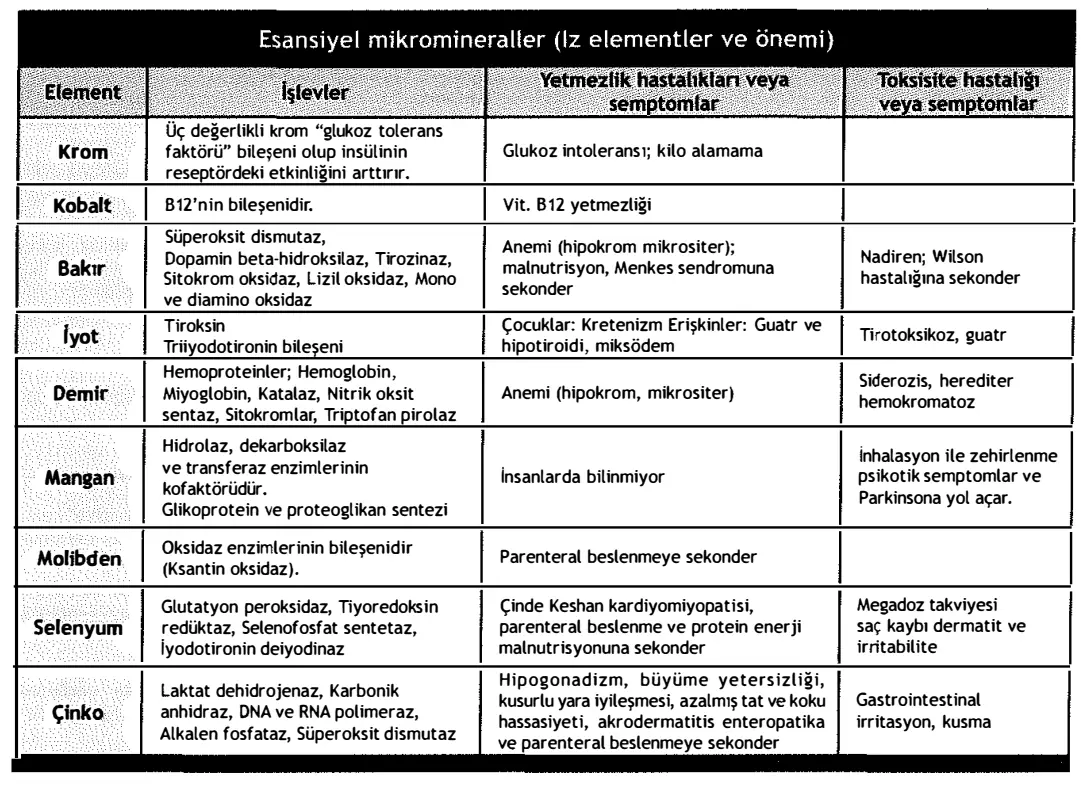 Esansiyel mikromineraller (Iz elementler ve önemi)
Element
İşlevler
Yetmezlik hastalıkları veya
semptomlar
Toksisite hastalığı
veya semptomlar
Krom
Üç değerlikli krom “glukoz tolerans
faktörü” bileşeni olup insülinin
reseptördeki etkinliğini arttırır.
Glukoz intoleransı; kilo alamama
Kobalt
B12’nin bileşenidir.
Vit. B12 yetmezliği
Bakır
Süperoksit dismutaz,
Dopamin beta-hidroksilaz, Tirozinaz,
Sitokrom oksidaz, Lizil oksidaz, Mono
ve diamino oksidaz
Anemi (hipokrom mikrositer);
malnutrisyon, Menkes sendromuna
sekonder
Nadiren; Wilson
hastalığına sekonder
İyot
Tiroksin
Triiyodotironin bileşeni
Çocuklar: Kretenizm Erişkinler: Guatr ve
hipotiroidi, miksödem
Tirotoksikoz, guatr
Demir
Hemoproteinler; Hemoglobin,
Miyoglobin, Katalaz, Nitrik oksit
sentaz, Sitokromlar, Triptofan pirolaz
Anemi (hipokrom, mikrositer)
Siderozis, herediter
hemokromatoz
Mangan
Hidrolaz, dekarboksilaz
ve transferaz enzimlerinin
kofaktörüdür.
Glikoprotein ve proteoglikan sentezi
İnsanlarda bilinmiyor
İnhalasyon ile zehirlenme
psikotik semptomlar ve
Parkinsona yol açar.
Molibden
Oksidaz enzimlerinin bileşenidir
(Ksantin oksidaz).
Parenteral beslenmeye sekonder
Selenyum
Glutatyon peroksidaz, Tiyoredoksin
redüktaz, Selenofosfat sentetaz,
İyodotironin deiyodinaz
Çinde Keshan kardiyomiyopatisi,
parenteral beslenme ve protein enerji
malnutrisyonuna sekonder
Megadoz takviyesi
saç kaybı dermatit ve
irritabilite
Çinko
Laktat dehidrojenaz, Karbonik
anhidraz, DNA ve RNA polimeraz,
Alkalen fosfataz, Süperoksit dismutaz
Hipogonadizm, büyüme yetersizliği,
kusurlu yara iyileşmesi, azalmış tat ve koku
hassasiyeti, akrodermatitis enteropatika
ve parenteral beslenmeye sekonder
Gastrointestinal
irritasyon, kusma